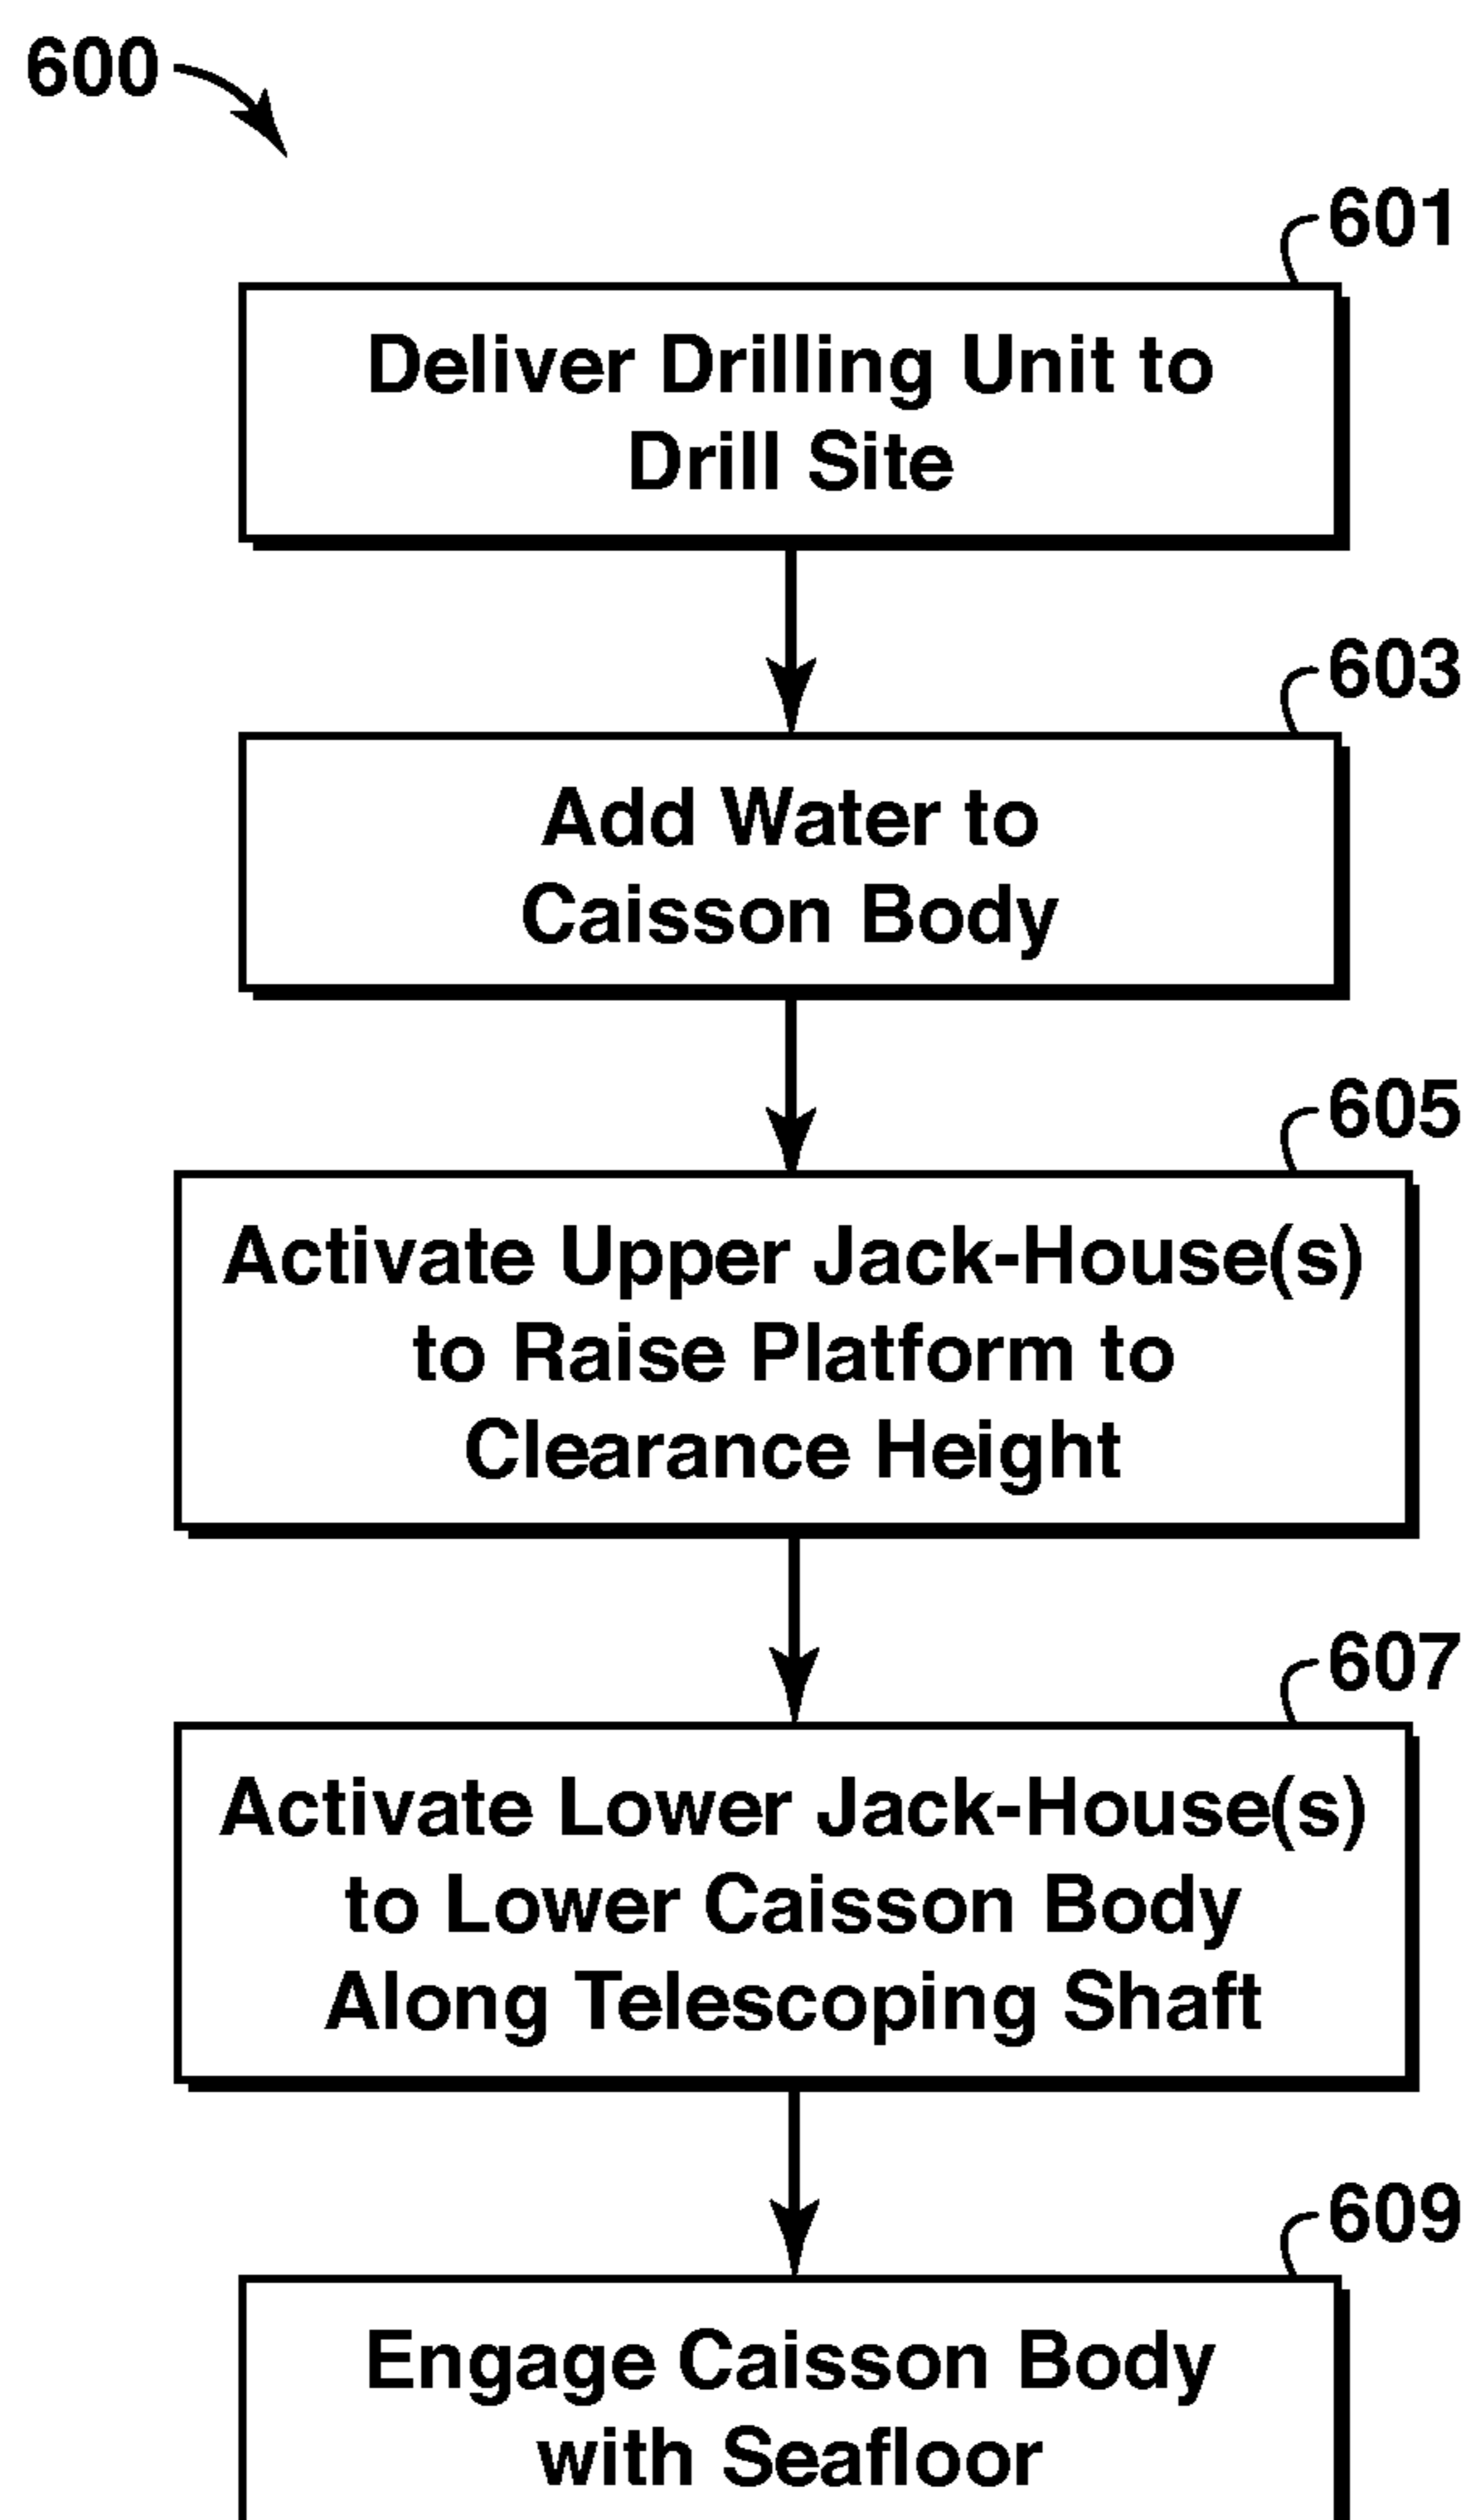 600
601
Deliver Drilling Unit to
Drill Site
603
Add Water to
Caisson Body
605
Activate Upper Jack-House(s)
to Raise Platform to
Clearance Height
607
Activate Lower Jack-House(s)
to Lower Caisson Body
Along Telescoping Shaft
609
Engage Caisson Body
with Seafloor